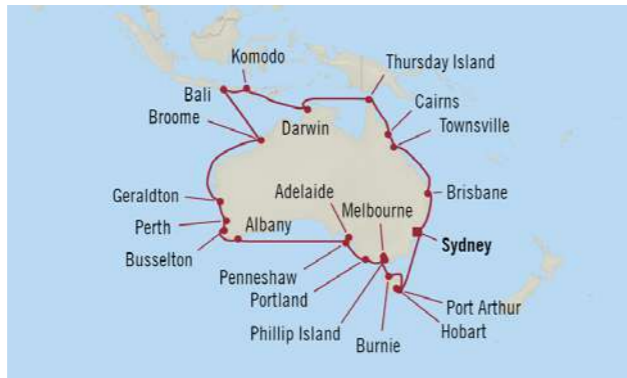 Komodo
Thursday Island
Bali
Cairns
Broome
Darwin
Townsville
Geraldton
Adelaide
Brisbane
Melbourne
Perth
Albany
Sydney
Busselton
Penneshaw
Portland
Port Arthur
Phillip Island
Hobart
Burnie